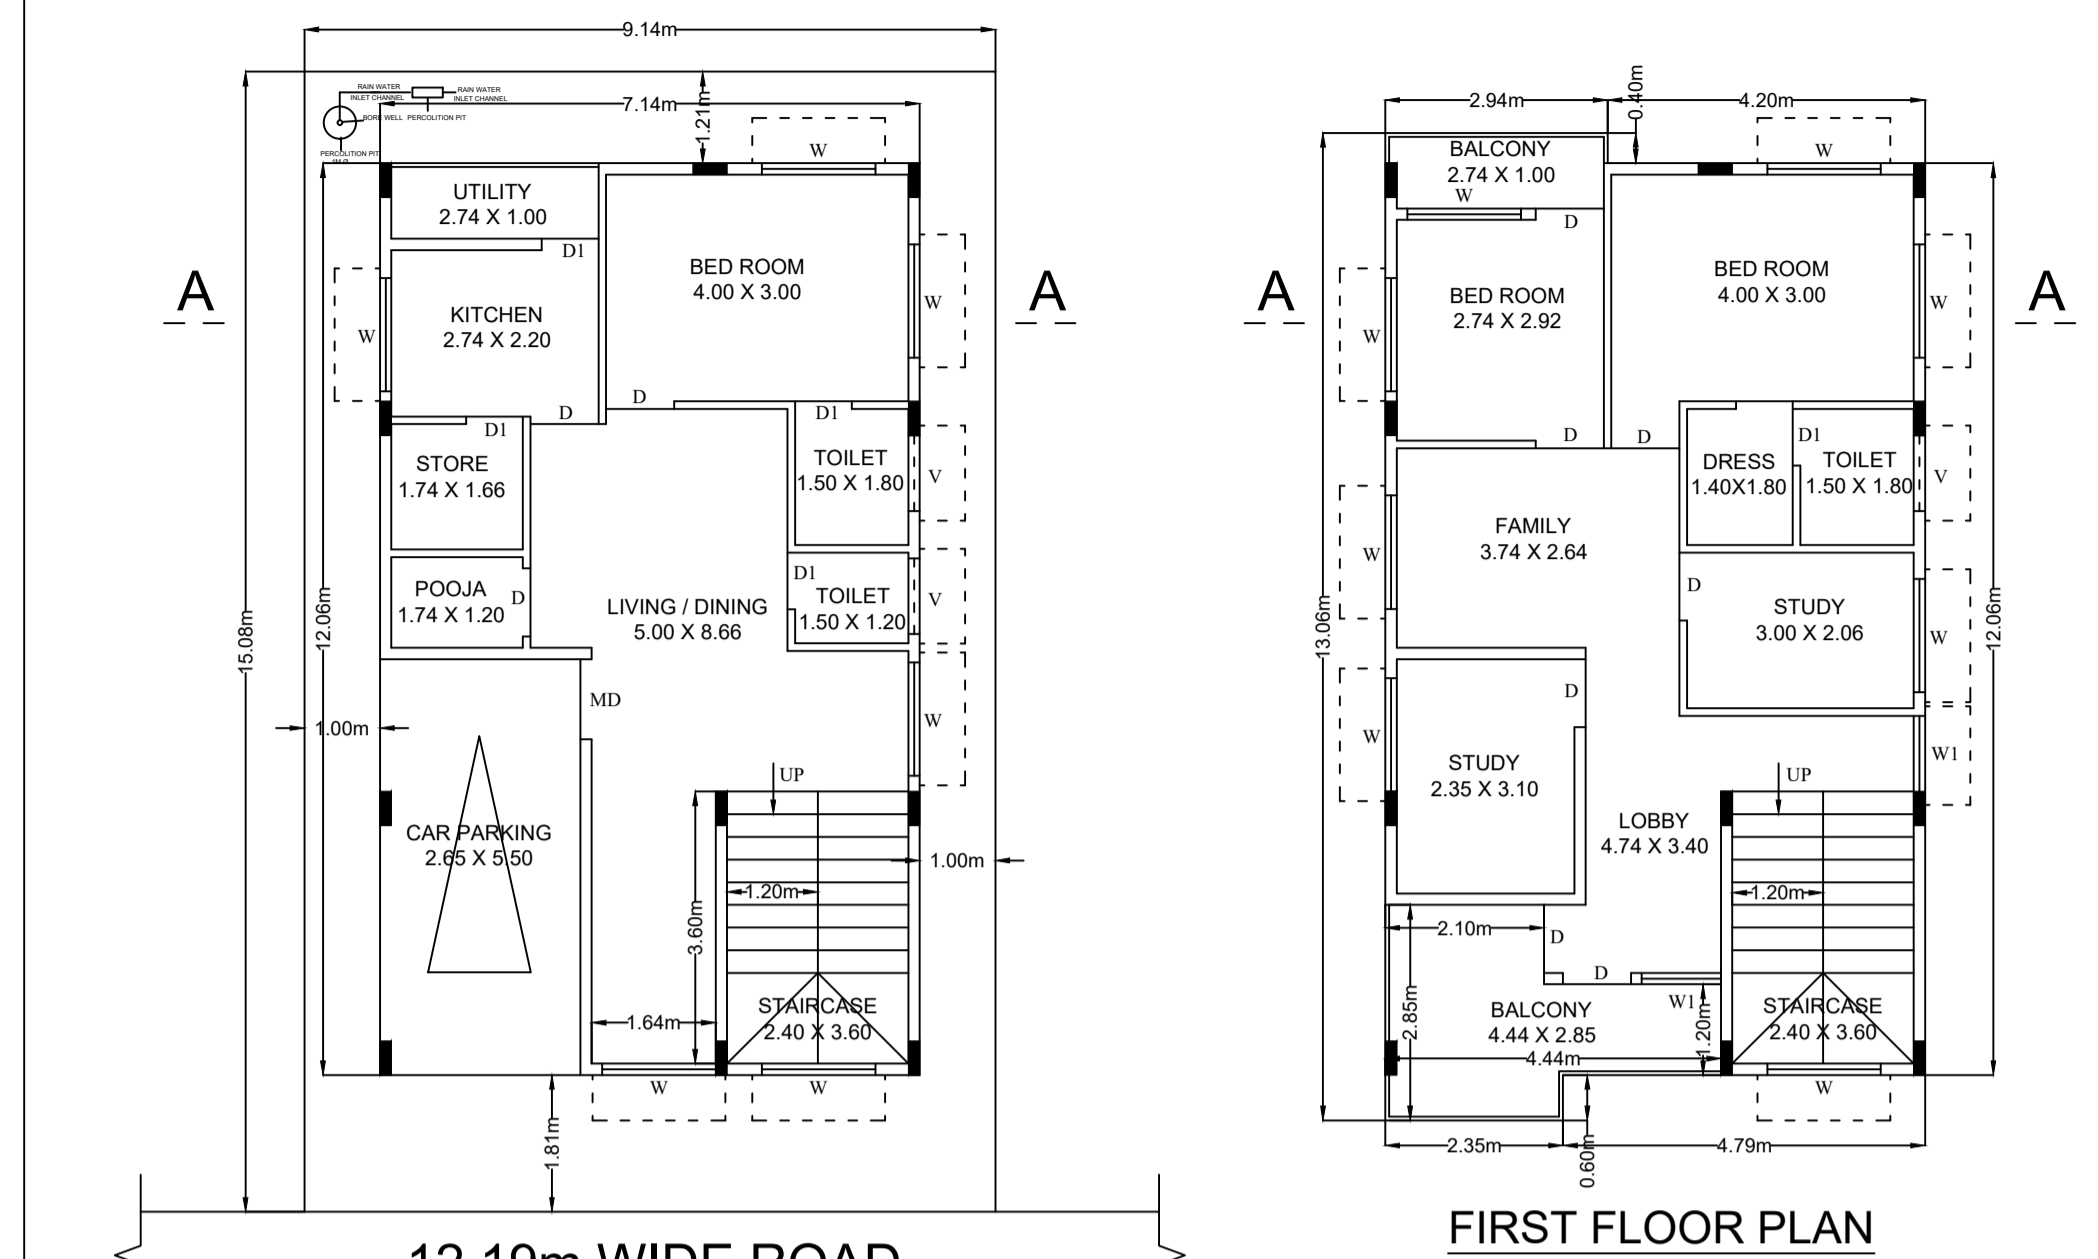 9.14m
RAIN WATER
INLET CHANNEL
RAIN WATER
INLET CHANNEL
BORE WELL
PERCOLITION PIT
PERCOLITION PIT
7.14m
1.21m
W
UTILITY
2.74 X 1.00
D1
BED ROOM
4.00 X 3.00
A
A
KITCHEN
2.74 X 2.20
W
W
D
D
D1
D1
STORE
1.74 X 1.66
TOILET
1.50 X 1.80
V
POOJA
1.74 X 1.20
D
D1
TOILET
1.50 X 1.20
V
LIVING / DINING
5.00 X 8.66
15.08m
12.06m
MD
W
1.00m
UP
CAR PARKING
2.65 X 5.50
1.00m
1.20m
3.60m
STAIRCASE
2.40 X 3.60
1.64m
W
W
1.81m
12.19m WIDE ROAD
2.94m
0.40m
4.20m
BALCONY
2.74 X 1.00
W
W
D
BED ROOM
2.74 X 2.92
BED ROOM
4.00 X 3.00
A
A
W
W
D
D
DRESS
1.40X1.80
D1
TOILET
1.50 X 1.80
V
FAMILY
3.74 X 2.64
W
D
STUDY
3.00 X 2.06
W
13.06m
12.06m
D
W
STUDY
2.35 X 3.10
W1
UP
LOBBY
4.74 X 3.40
1.20m
2.10m
D
D
W1
BALCONY
4.44 X 2.85
2.85m
4.44m
1.20m
STAIRCASE
2.40 X 3.60
W
2.35m
0.60m
4.79m
FIRST FLOOR PLAN